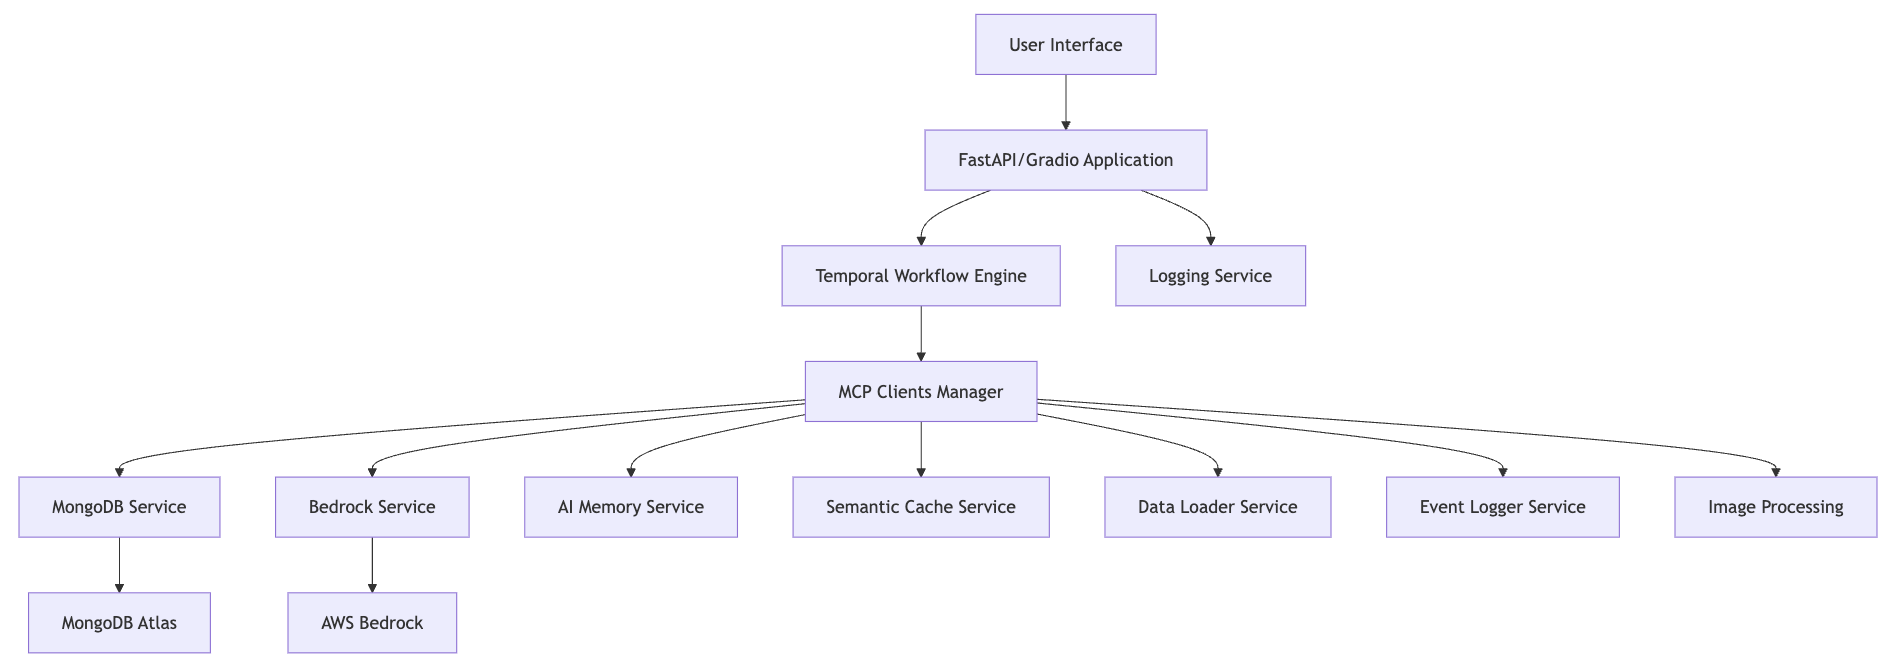 User Interface
FastAPI/Gradio Application
Temporal Workflow Engine
Logging Service
MCP Clients Manager
MongoDB Service
Bedrock Service
AI Memory Service
Semantic Cache Service
Data Loader Service
Event Logger Service
Image Processing
MongoDB Atlas
AWS Bedrock